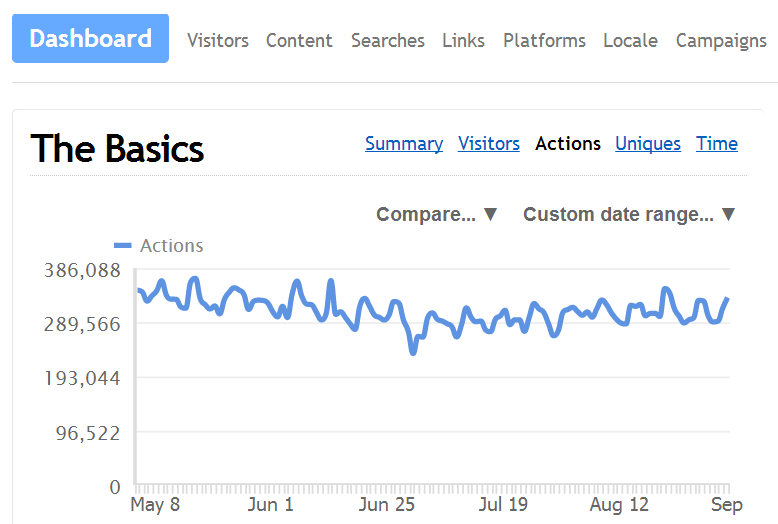 Dashboard Visitors Content Searches Links Platforms Locale Campaigns
The Basics Summary Visitors Actions Uniques Time
Compare... ▼ Custom date range... ▼
Actions
386,088
289,566
193,044
96,522
0
May 8 Jun 1 Jun 25 Jul 19 Aug 12 Sep